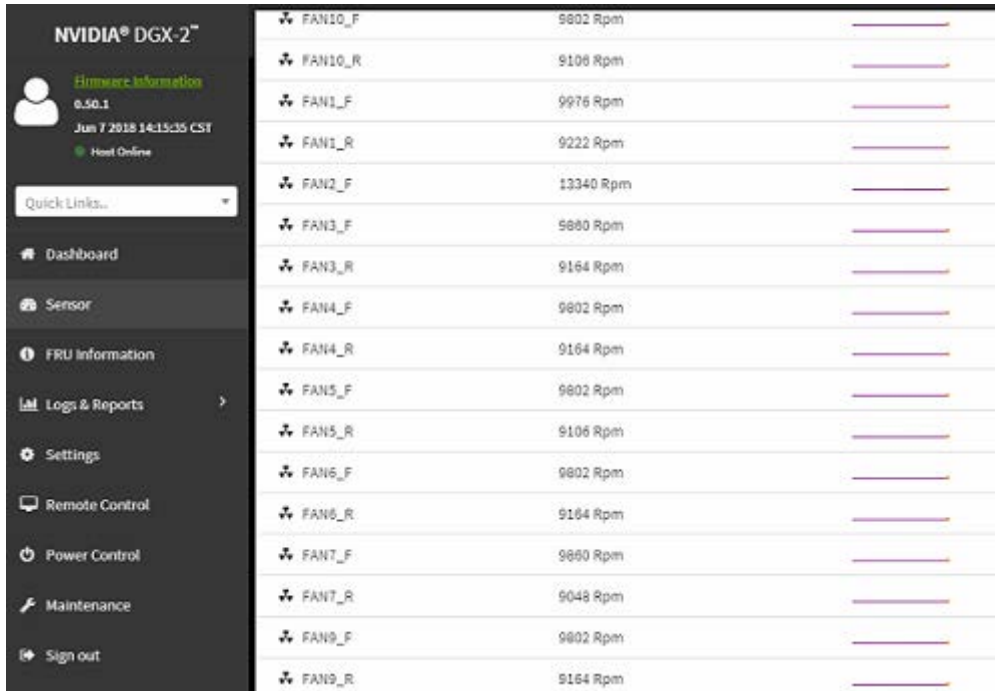 NVIDIA® DGX-2™
Firmware Information
0.50.1
Jun 7 2018 14:15:35 CST
Host Online
Quick Links..
Dashboard
Sensor
FRU Information
Logs & Reports
Settings
Remote Control
Power Control
Maintenance
Sign out
FAN10_F 9802 Rpm
FAN10_R 9106 Rpm
FAN1_F 9976 Rpm
FAN1_R 9222 Rpm
FAN2_F 13340 Rpm
FAN3_F 9860 Rpm
FAN3_R 9164 Rpm
FAN4_F 9802 Rpm
FAN4_R 9164 Rpm
FAN5_F 9802 Rpm
FAN5_R 9106 Rpm
FAN6_F 9802 Rpm
FAN6_R 9164 Rpm
FAN7_F 9860 Rpm
FAN7_R 9048 Rpm
FAN9_F 9802 Rpm
FAN9_R 9164 Rpm